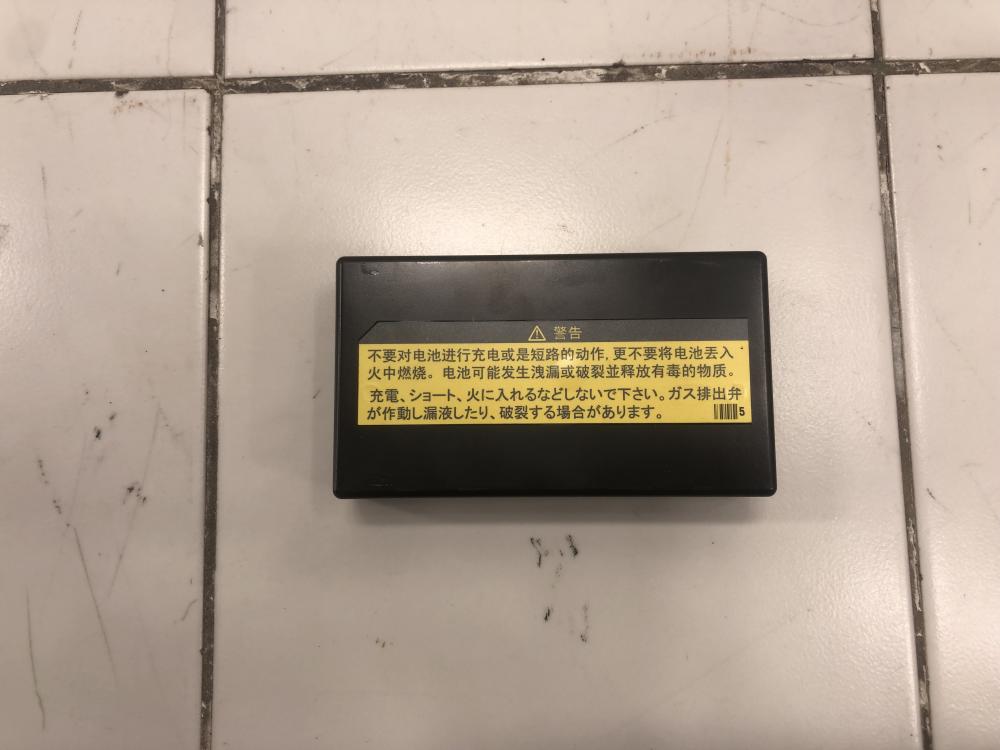 ⚠ 警告
不要对电池进行充电或是短路的动作,更不要将电池丢入
火中燃烧。电池可能发生洩漏或破裂並释放有毒的物质。
充電、ショート、火に入れるなどしないで下さい。ガス排出弁
が作動し漏液したり、破裂する場合があります。
5